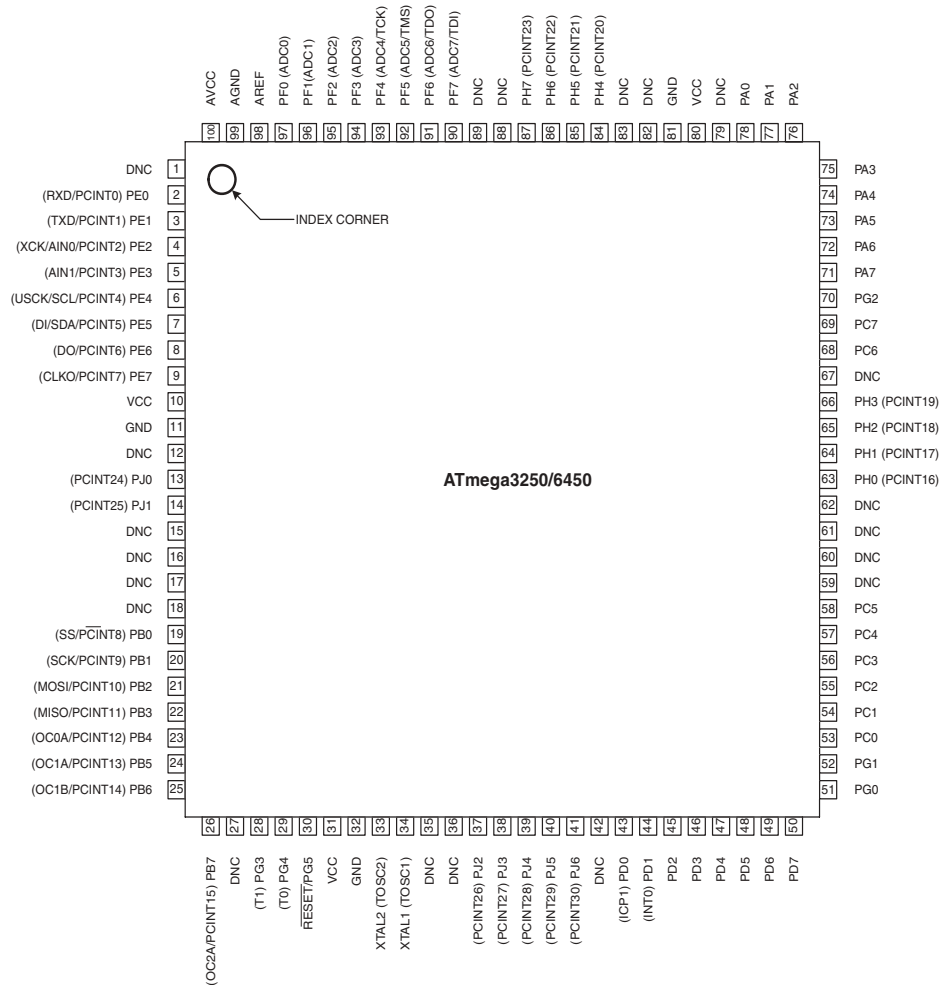 AVCC
AGND
AREF
PF0 (ADC0)
PF1(ADC1)
PF2 (ADC2)
PF3 (ADC3)
PF4 (ADC4/TCK)
PF5 (ADC5/TMS)
PF6 (ADC6/TDO)
PF7 (ADC7/TDI)
DNC
DNC
PH7 (PCINT23)
PH6 (PCINT22)
PH5 (PCINT21)
PH4 (PCINT20)
DNC
DNC
GND
VCC
DNC
PA0
PA1
PA2
100
99
98
97
96
95
94
93
92
91
90
89
88
87
86
85
84
83
82
81
80
79
78
77
76
DNC 1
(RXD/PCINT0) PE0 2
(TXD/PCINT1) PE1 3
(XCK/AIN0/PCINT2) PE2 4
(AIN1/PCINT3) PE3 5
(USCK/SCL/PCINT4) PE4 6
(DI/SDA/PCINT5) PE5 7
(DO/PCINT6) PE6 8
(CLKO/PCINT7) PE7 9
VCC 10
GND 11
DNC 12
(PCINT24) PJ0 13
(PCINT25) PJ1 14
DNC 15
DNC 16
DNC 17
DNC 18
(SS/PCINT8) PB0 19
(SCK/PCINT9) PB1 20
(MOSI/PCINT10) PB2 21
(MISO/PCINT11) PB3 22
(OC0A/PCINT12) PB4 23
(OC1A/PCINT13) PB5 24
(OC1B/PCINT14) PB6 25
INDEX CORNER
ATmega3250/6450
75 PA3
74 PA4
73 PA5
72 PA6
71 PA7
70 PG2
69 PC7
68 PC6
67 DNC
66 PH3 (PCINT19)
65 PH2 (PCINT18)
64 PH1 (PCINT17)
63 PH0 (PCINT16)
62 DNC
61 DNC
60 DNC
59 DNC
58 PC5
57 PC4
56 PC3
55 PC2
54 PC1
53 PC0
52 PG1
51 PG0
26
27
28
29
30
31
32
33
34
35
36
37
38
39
40
41
42
43
44
45
46
47
48
49
50
(OC2A/PCINT15) PB7
DNC
(T1) PG3
(T0) PG4
RESET/PG5
VCC
GND
XTAL2 (TOSC2)
XTAL1 (TOSC1)
DNC
DNC
(PCINT26) PJ2
(PCINT27) PJ3
(PCINT28) PJ4
(PCINT29) PJ5
(PCINT30) PJ6
DNC
(ICP1) PD0
(INT0) PD1
PD2
PD3
PD4
PD5
PD6
PD7